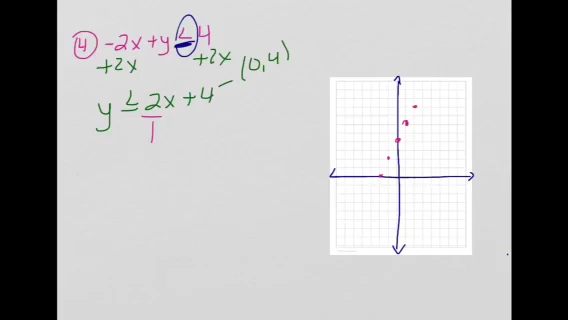 ④ -2x + y ≤ 4
+2x +2x
y ≤ 2x + 4 — (0,4)
1